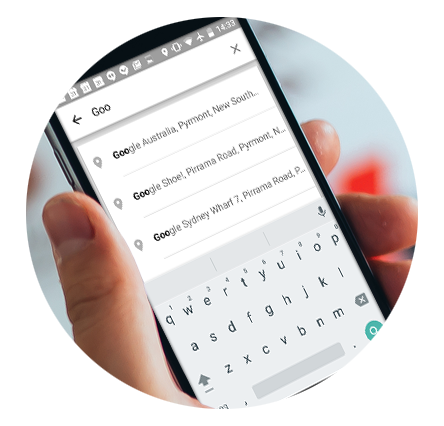 14:33
Goo
Google Australia, Pyrmont, New South...
Google Shoe!, Pirrama Road, Pyrmont, N...
Google Sydney Wharf 7, Pirrama Road, P...
1 2 3 4 5 6 7 8 9 0
q w e r t y u i o p
a s d f g h j k l
z x c v b n m
, .